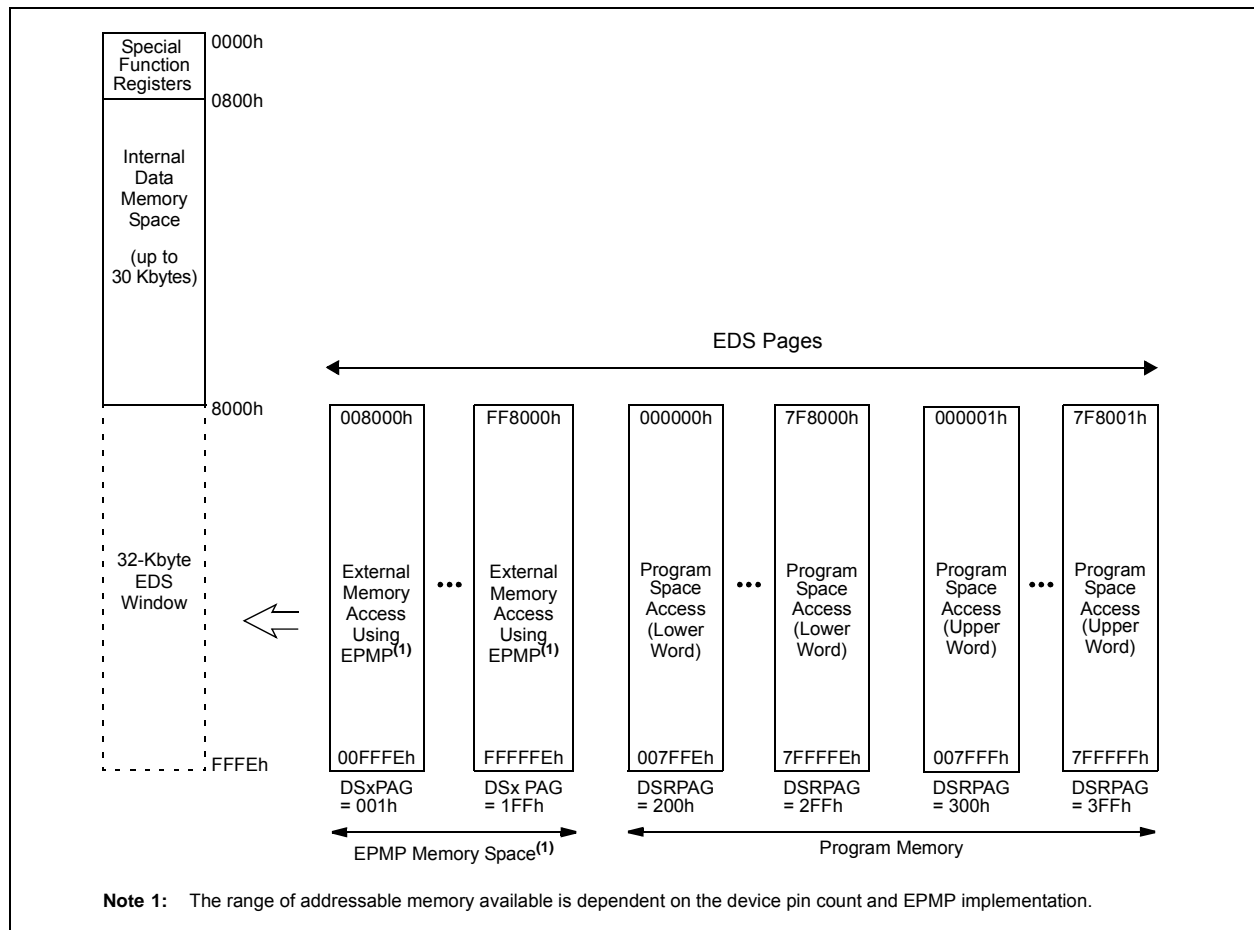 Special
Function
Registers
0000h
0800h
Internal
Data
Memory
Space
(up to
30 Kbytes)
EDS Pages
8000h
008000h
FF8000h
000000h
7F8000h
000001h
7F8001h
32-Kbyte
EDS
Window
External
Memory
Access
Using
EPMP(1)
•••
External
Memory
Access
Using
EPMP(1)
Program
Space
Access
(Lower
Word)
•••
Program
Space
Access
(Lower
Word)
Program
Space
Access
(Upper
Word)
•••
Program
Space
Access
(Upper
Word)
FFFEh
00FFFEh
FFFFFEh
007FFEh
7FFFFEh
007FFFh
7FFFFFh
DSxPAG
= 001h
DSx PAG
= 1FFh
DSRPAG
= 200h
DSRPAG
= 2FFh
DSRPAG
= 300h
DSRPAG
= 3FFh
EPMP Memory Space(1)
Program Memory
Note 1: The range of addressable memory available is dependent on the device pin count and EPMP implementation.